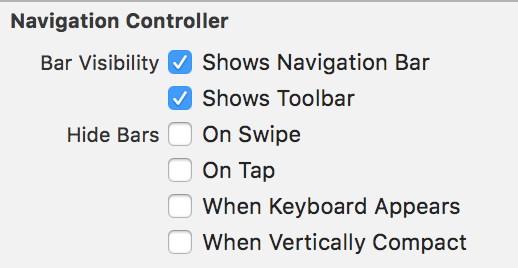 Navigation Controller
Bar Visibility Shows Navigation Bar
Shows Toolbar
Hide Bars On Swipe
On Tap
When Keyboard Appears
When Vertically Compact